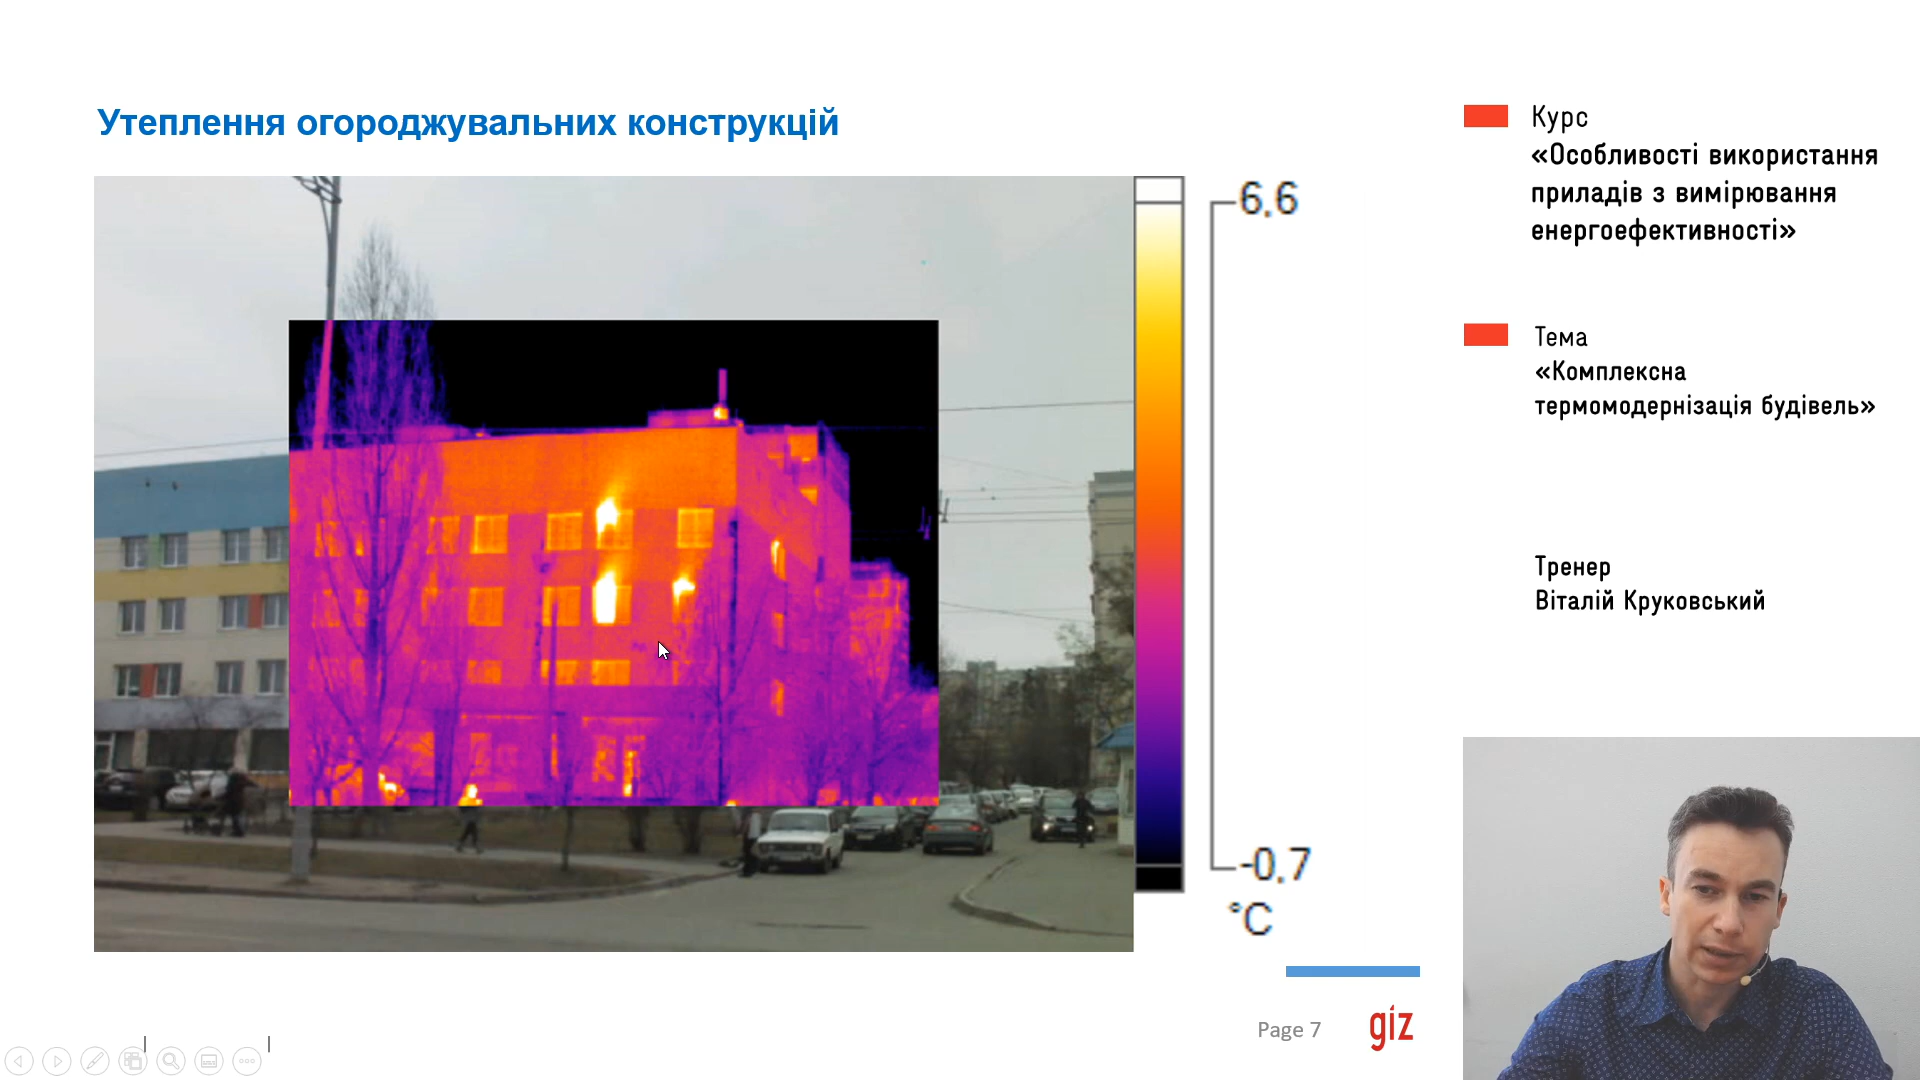 Утеплення огороджувальних конструкцій
6,6
-0,7
°C
Курс
«Особливості використання
приладів з вимірювання
енергоефективності»
Тема
«Комплексна
термомодернізація будівель»
Тренер
Віталій Круковський
Page 7
giz